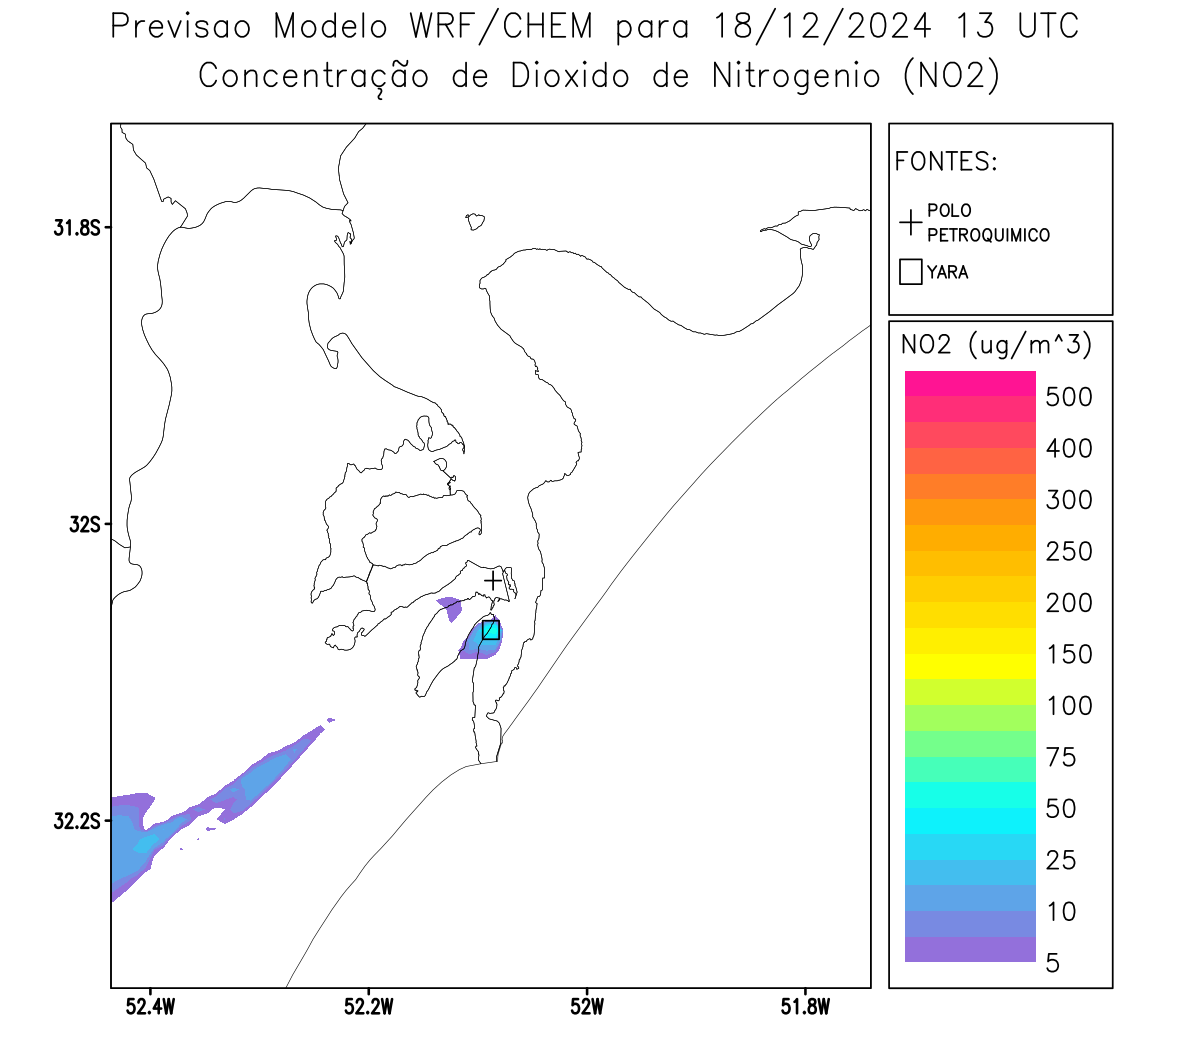 Previsao Modelo WRF/CHEM para 18/12/2024 13 UTC
Concentração de Dioxido de Nitrogenio (NO2)
FONTES:
POLO
PETROQUIMICO
YARA
NO2 (ug/m^3)
500
400
300
250
200
150
100
75
50
25
10
5
31.8S
32S
32.2S
52.4W
52.2W
52W
51.8W